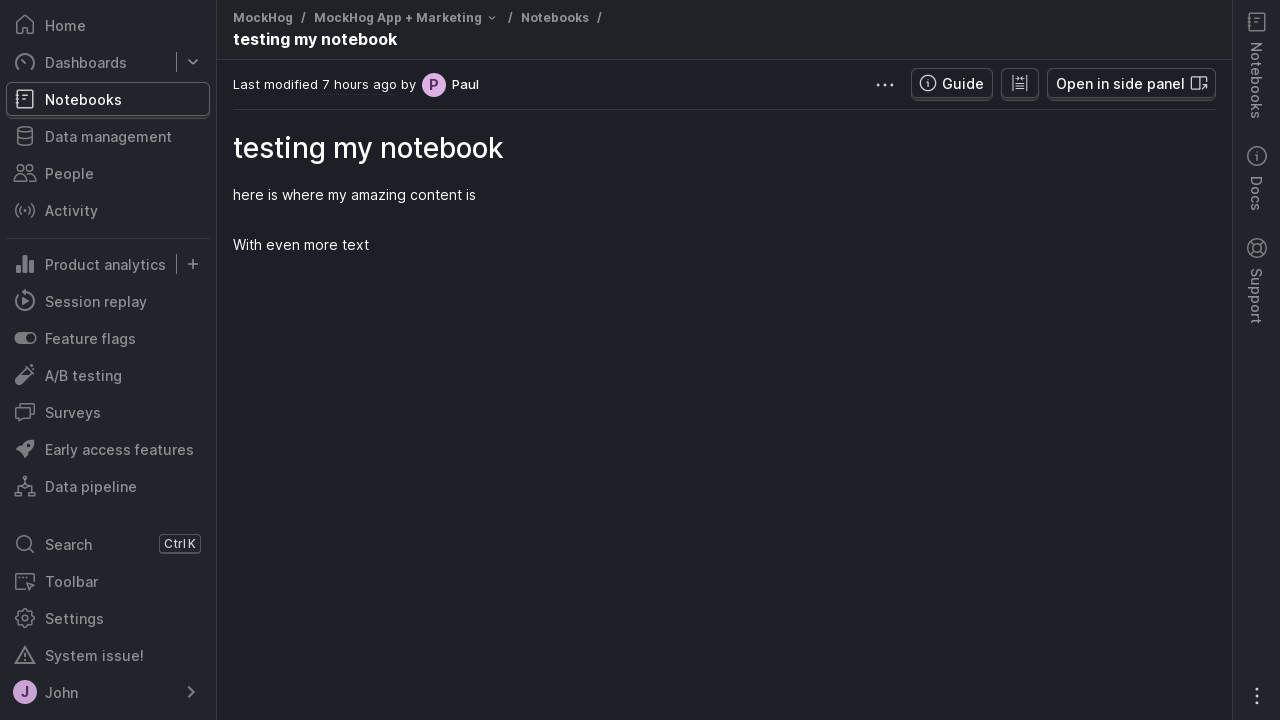 Home
Dashboards
Notebooks
Data management
People
Activity
Product analytics
Session replay
Feature flags
A/B testing
Surveys
Early access features
Data pipeline
Search Ctrl K
Toolbar
Settings
System issue!
J John
MockHog / MockHog App + Marketing / Notebooks /
testing my notebook
Last modified 7 hours ago by P Paul
Guide
Open in side panel
testing my notebook
here is where my amazing content is
With even more text
Notebooks
Docs
Support